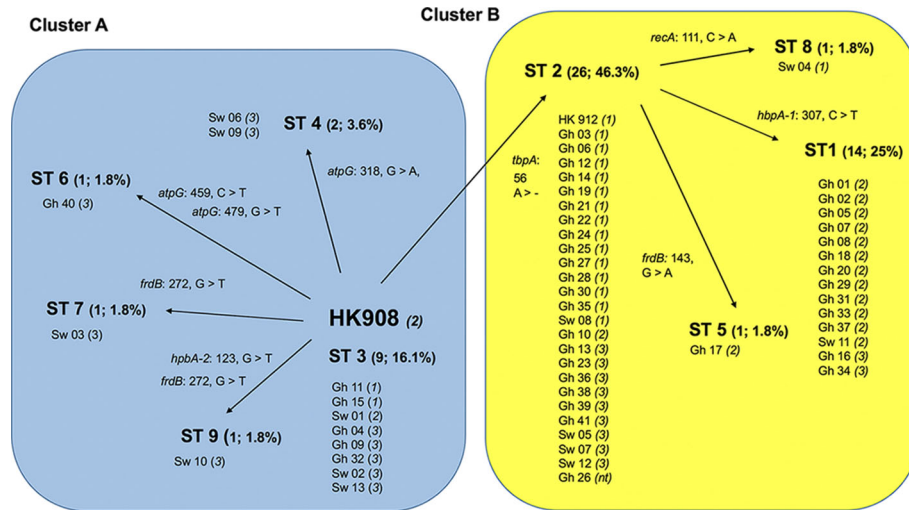 Cluster A
Sw 06 (3)
Sw 09 (3)
ST 4 (2; 3.6%)
ST 6 (1; 1.8%)
Gh 40 (3)
atpG: 459, C > T
atpG: 479, G > T
atpG: 318, G > A,
frdB: 272, G > T
ST 7 (1; 1.8%)
Sw 03 (3)
HK908 (2)
hpbA-2: 123, G > T
frdB: 272, G > T
ST 3 (9; 16.1%)
Gh 11 (1)
Gh 15 (1)
Sw 01 (2)
Gh 04 (3)
Gh 09 (3)
Gh 32 (3)
Sw 02 (3)
Sw 13 (3)
ST 9 (1; 1.8%)
Sw 10 (3)
Cluster B
recA: 111, C > A
ST 8 (1; 1.8%)
Sw 04 (1)
ST 2 (26; 46.3%)
HK 912 (1)
Gh 03 (1)
Gh 06 (1)
Gh 12 (1)
Gh 14 (1)
Gh 19 (1)
Gh 21 (1)
Gh 22 (1)
Gh 24 (1)
Gh 25 (1)
Gh 27 (1)
Gh 28 (1)
Gh 30 (1)
Gh 35 (1)
Sw 08 (1)
Gh 10 (2)
Gh 13 (3)
Gh 23 (3)
Gh 36 (3)
Gh 38 (3)
Gh 39 (3)
Gh 41 (3)
Sw 05 (3)
Sw 07 (3)
Sw 12 (3)
Gh 26 (nt)
tbpA:
56
A > -
hbpA-1: 307, C > T
ST1 (14; 25%)
Gh 01 (2)
Gh 02 (2)
Gh 05 (2)
Gh 07 (2)
Gh 08 (2)
Gh 18 (2)
Gh 20 (2)
Gh 29 (2)
Gh 31 (2)
Gh 33 (2)
Gh 37 (2)
Sw 11 (2)
Gh 16 (3)
Gh 34 (3)
frdB: 143,
G > A
ST 5 (1; 1.8%)
Gh 17 (2)